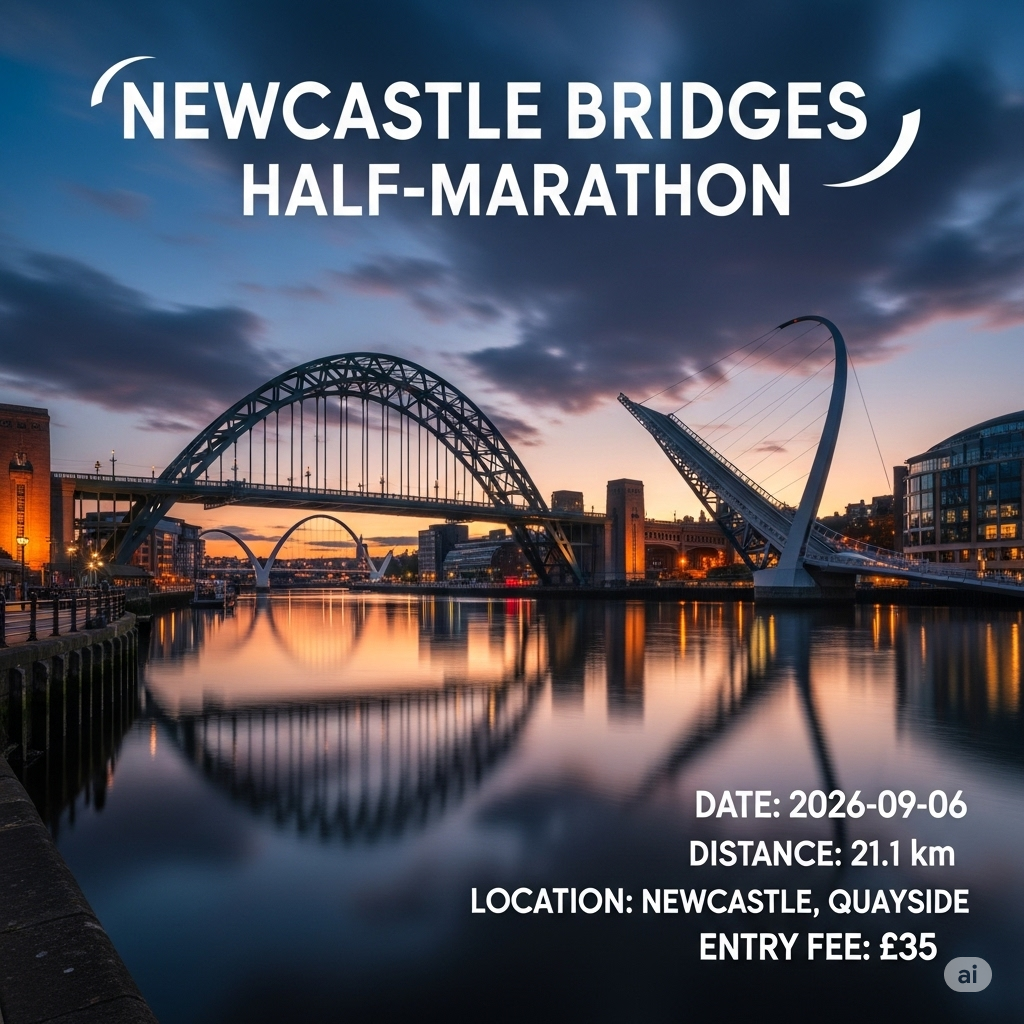 NEWCASTLE BRIDGES
HALF-MARATHON
DATE: 2026-09-06
DISTANCE: 21.1 km
LOCATION: NEWCASTLE, QUAYSIDE
ENTRY FEE: £35
ai